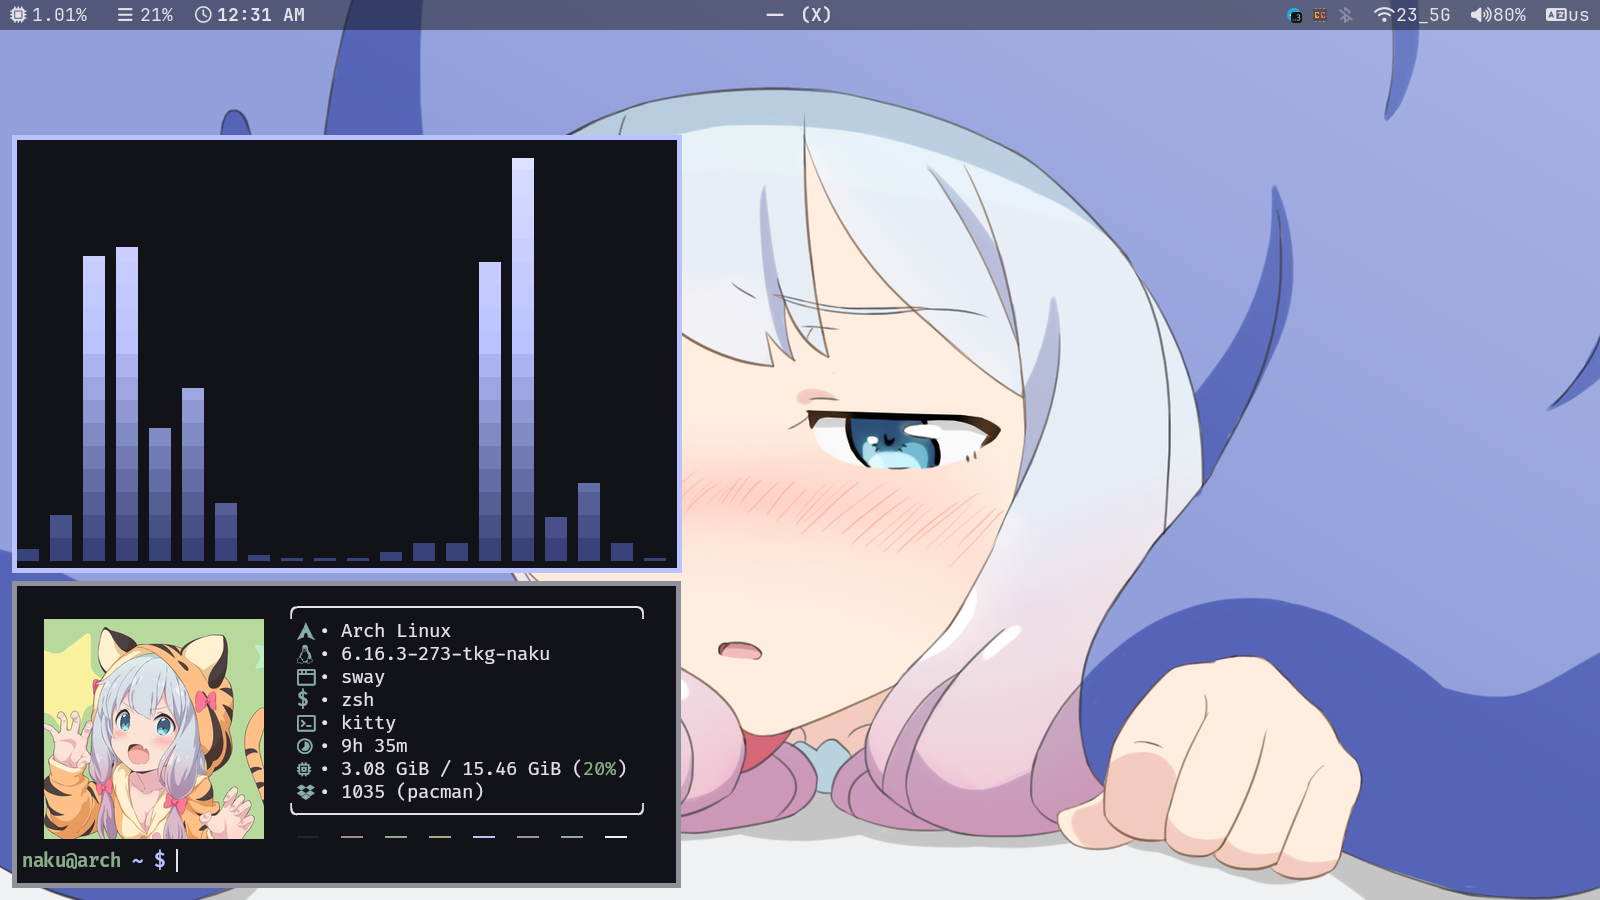 1.01% 21% 12:31 AM — (X) 23_5G 80% US
• Arch Linux
• 6.16.3-273-tkg-naku
• sway
$ • zsh
• kitty
• 9h 35m
• 3.08 GiB / 15.46 GiB (20%)
• 1035 (pacman)
naku@arch ~ $